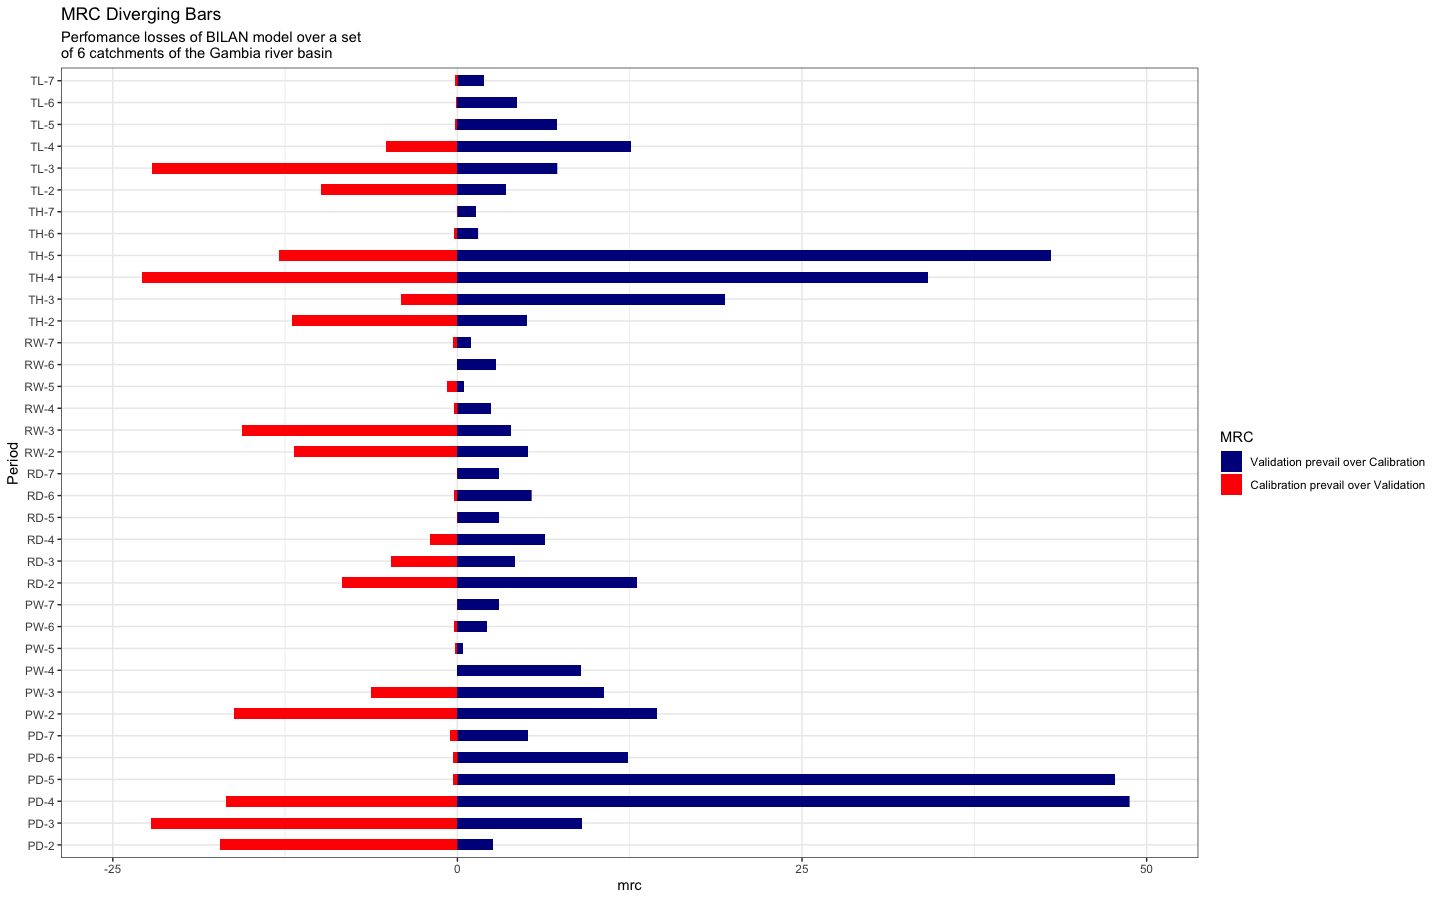 MRC Diverging Bars
Perfomance losses of BILAN model over a set
of 6 catchments of the Gambia river basin
Period
TL-7
TL-6
TL-5
TL-4
TL-3
TL-2
TH-7
TH-6
TH-5
TH-4
TH-3
TH-2
RW-7
RW-6
RW-5
RW-4
RW-3
RW-2
RD-7
RD-6
RD-5
RD-4
RD-3
RD-2
PW-7
PW-6
PW-5
PW-4
PW-3
PW-2
PD-7
PD-6
PD-5
PD-4
PD-3
PD-2
-25 0 25 50
mrc
MRC
Validation prevail over Calibration
Calibration prevail over Validation